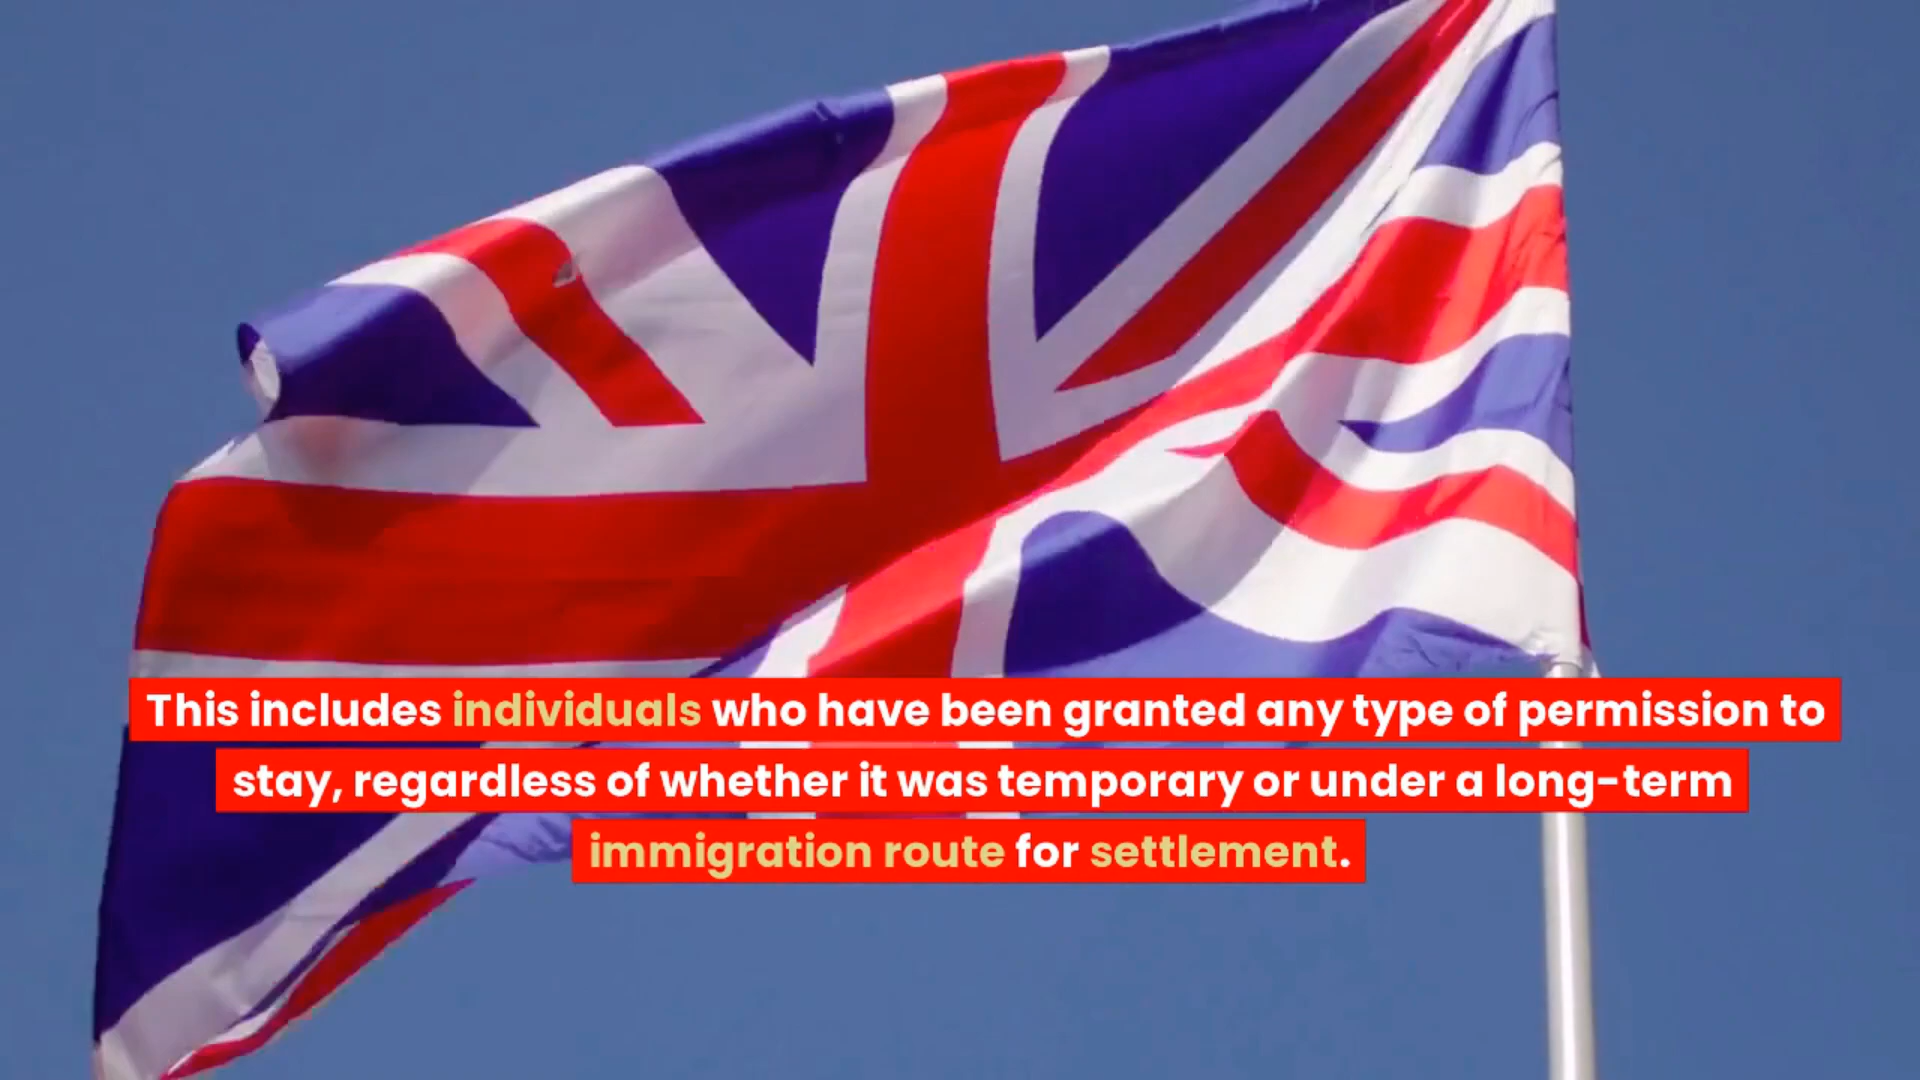 This includes individuals who have been granted any type of permission to
stay, regardless of whether it was temporary or under a long-term
immigration route for settlement.